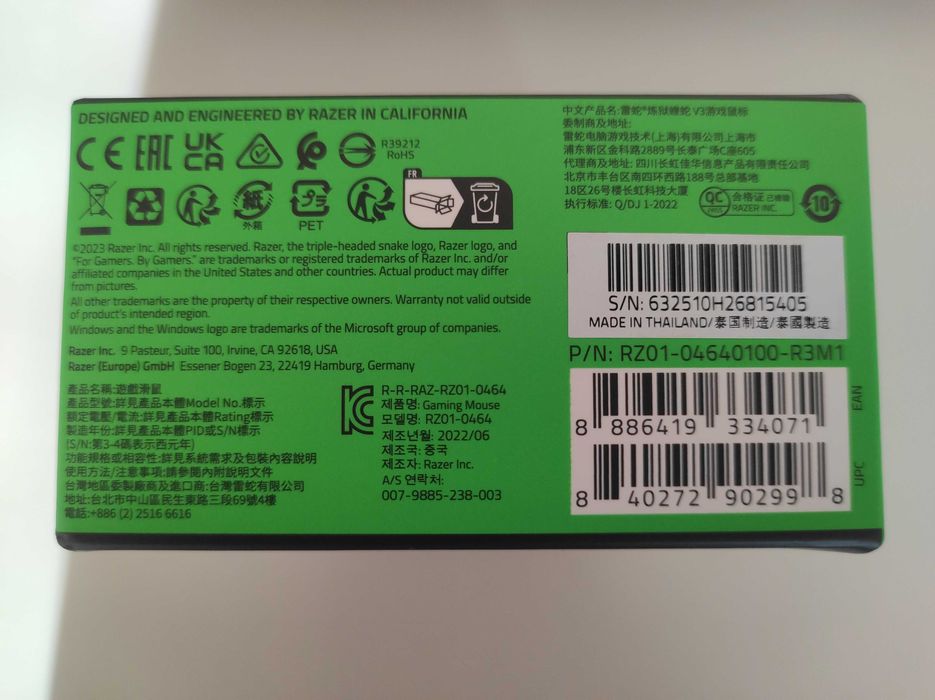 DESIGNED AND ENGINEERED BY RAZER IN CALIFORNIA
CE EAC UK CA
R39212
RoHS
紙
外箱
PET
FR
©2023 Razer Inc. All rights reserved. Razer, the triple-headed snake logo, Razer logo, and
"For Gamers. By Gamers." are trademarks or registered trademarks of Razer Inc. and/or
affiliated companies in the United States and other countries. Actual product may differ
from pictures.
All other trademarks are the property of their respective owners. Warranty not valid outside
of product's intended region.
Windows and the Windows logo are trademarks of the Microsoft group of companies.
Razer Inc. 9 Pasteur, Suite 100, Irvine, CA 92618, USA
Razer (Europe) GmbH Essener Bogen 23, 22419 Hamburg, Germany
產品名稱:遊戲滑鼠
產品型號:詳見產品本體Model No.標示
額定電壓/電流:詳見產品本體Rating標示
製造年份:詳見產品本體PID或S/N標示
(S/N:第3-4碼表示西元年)
功能規格或相容性:詳見系統需求及包裝內容說明
使用方法/注意事項:請參閱內附說明文件
台灣地區委製廠商及進口商:台灣雷蛇有限公司
地址:台北市中山區民生東路三段69號4樓
電話:+886 (2) 2516 6616
R-R-RAZ-RZ01-0464
제품명: Gaming Mouse
모델명: RZ01-0464
제조년월: 2022/06
제조국: 중국
제조자: Razer Inc.
A/S 연락처:
007-9885-238-003
中文产品名:雷蛇®炼狱蝰蛇 V3游戏鼠标
委制商及地址:
雷蛇电脑游戏技术(上海)有限公司上海市
浦东新区金科路2889号长泰广场C座605
代理商及地址: 四川长虹佳华信息产品有限责任公司
北京市丰台区南四环西路188号总部基地
18区26号楼长虹科技大厦
执行标准: Q/DJ 1-2022
QC PASS 合格证 已檢驗
RAZER INC.
10
S/N: 632510H26815405
MADE IN THAILAND/泰国制造/泰國製造
P/N: RZ01-04640100-R3M1
8 886419 334071
EAN
8 40272 90299 8
UPC